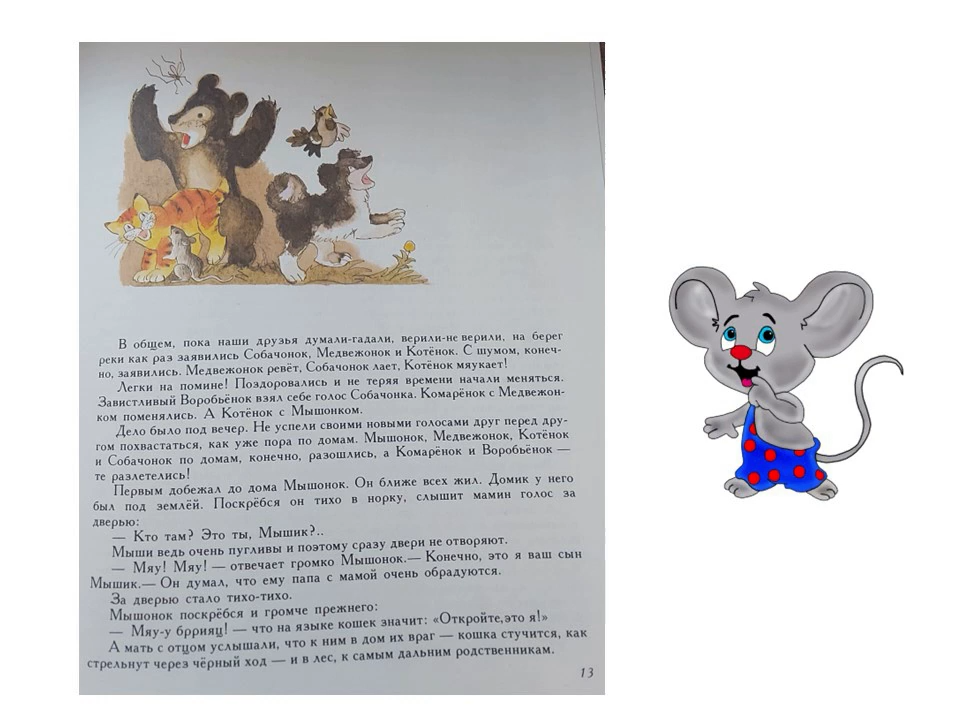 В общем, пока наши друзья думали-гадали, верили-не верили, на берег
реки как раз заявились Собачонок, Медвежонок и Котёнок. С шумом, конеч-
но, заявились. Медвежонок ревёт, Собачонок лает, Котёнок мяукает!
Легки на помине! Поздоровались и не теряя времени начали меняться.
Завистливый Воробьёнок взял себе голос Собачонка. Комарёнок с Медвежон-
ком поменялись. А Котёнок с Мышонком.
Дело было под вечер. Не успели своими новыми голосами друг перед дру-
гом похвастаться, как уже пора по домам. Мышонок, Медвежонок, Котёнок
и Собачонок по домам, конечно, разошлись, а Комарёнок и Воробьёнок —
те разлетелись!
Первым добежал до дома Мышонок. Он ближе всех жил. Домик у него
был под землёй. Поскрёбся он тихо в норку, слышит мамин голос за
дверью:
— Кто там? Это ты, Мышик?..
Мыши ведь очень пугливы и поэтому сразу двери не отворяют.
— Мяу! Мяу! — отвечает громко Мышонок.— Конечно, это я ваш сын
Мышик.— Он думал, что ему папа с мамой очень обрадуются.
За дверью стало тихо-тихо.
Мышонок поскрёбся и громче прежнего:
— Мяу-у бррияц! — что на языке кошек значит: «Откройте,это я!»
А мать с отцом услышали, что к ним в дом их враг — кошка стучится, как
стрельнут через чёрный ход — и в лес, к самым дальним родственникам.
13